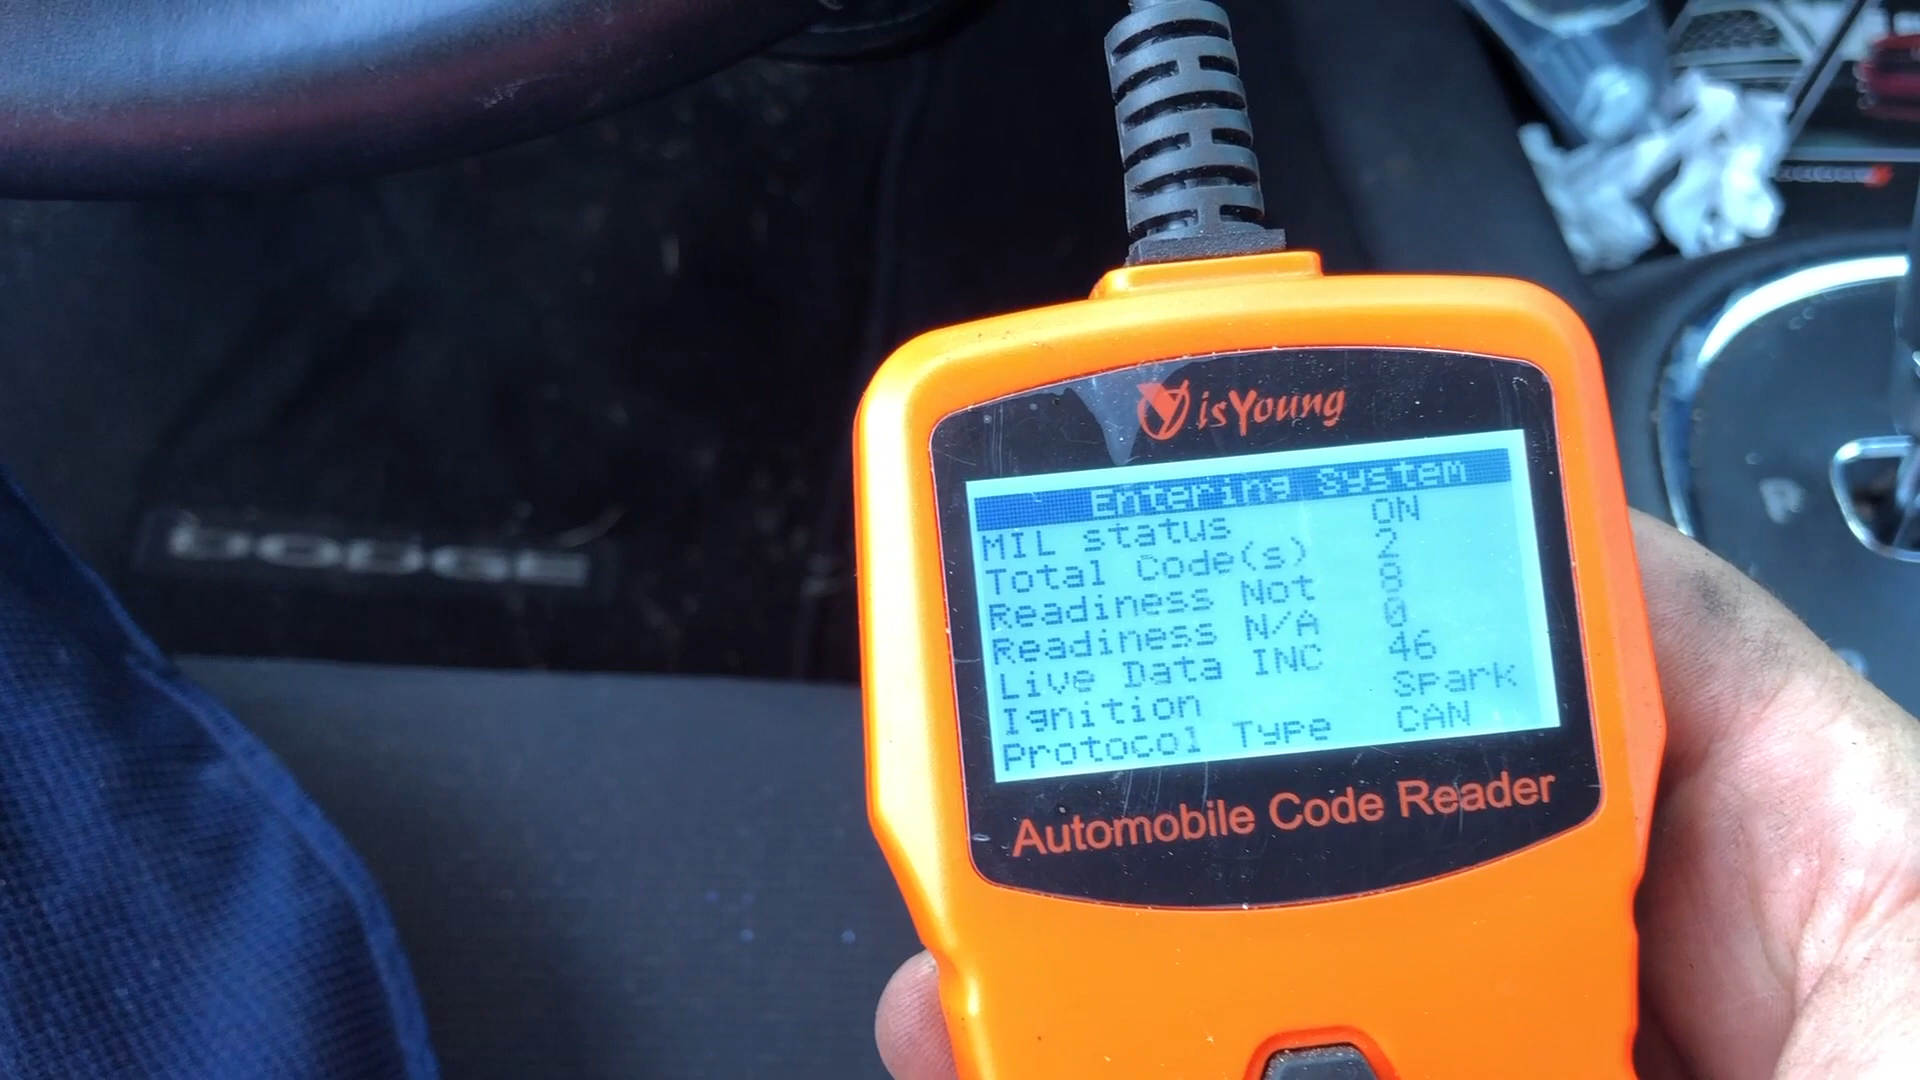 isYoung
Entering System
MIL status ON
Total Code(s) 2
Readiness Not 8
Readiness N/A 0
Live Data INC 46
Ignition Spark
Protocol Type CAN
Automobile Code Reader
DODGE
R